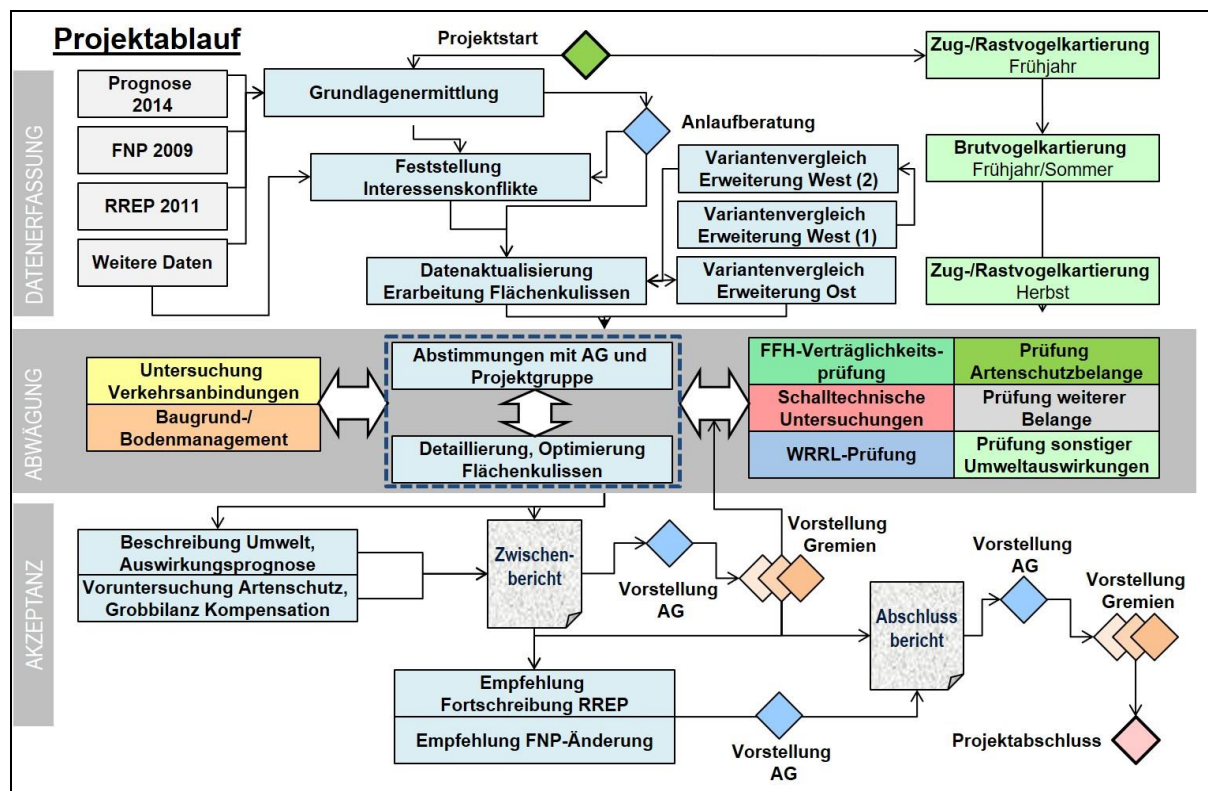 Projektablauf
DATENERFASSUNG
Projektstart
Prognose
2014
FNP 2009
RREP 2011
Weitere Daten
Grundlagenermittlung
Anlaufberatung
Feststellung
Interessenskonflikte
Variantenvergleich
Erweiterung West (2)
Variantenvergleich
Erweiterung West (1)
Datenaktualisierung
Erarbeitung Flächenkulissen
Variantenvergleich
Erweiterung Ost
Zug-/Rastvogelkartierung
Frühjahr
Brutvogelkartierung
Frühjahr/Sommer
Zug-/Rastvogelkartierung
Herbst
ABWÄGUNG
Untersuchung
Verkehrsanbindungen
Baugrund-/
Bodenmanagement
Abstimmungen mit AG und
Projektgruppe
Detaillierung, Optimierung
Flächenkulissen
FFH-Verträglichkeits-
prüfung
Prüfung
Artenschutzbelange
Schalltechnische
Untersuchungen
Prüfung weiterer
Belange
WRRL-Prüfung
Prüfung sonstiger
Umweltauswirkungen
AKZEPTANZ
Beschreibung Umwelt,
Auswirkungsprognose
Voruntersuchung Artenschutz,
Grobbilanz Kompensation
Zwischen-
bericht
Vorstellung
AG
Vorstellung
Gremien
Empfehlung
Fortschreibung RREP
Empfehlung FNP-Änderung
Vorstellung
AG
Abschluss
bericht
Vorstellung
AG
Vorstellung
Gremien
Projektabschluss